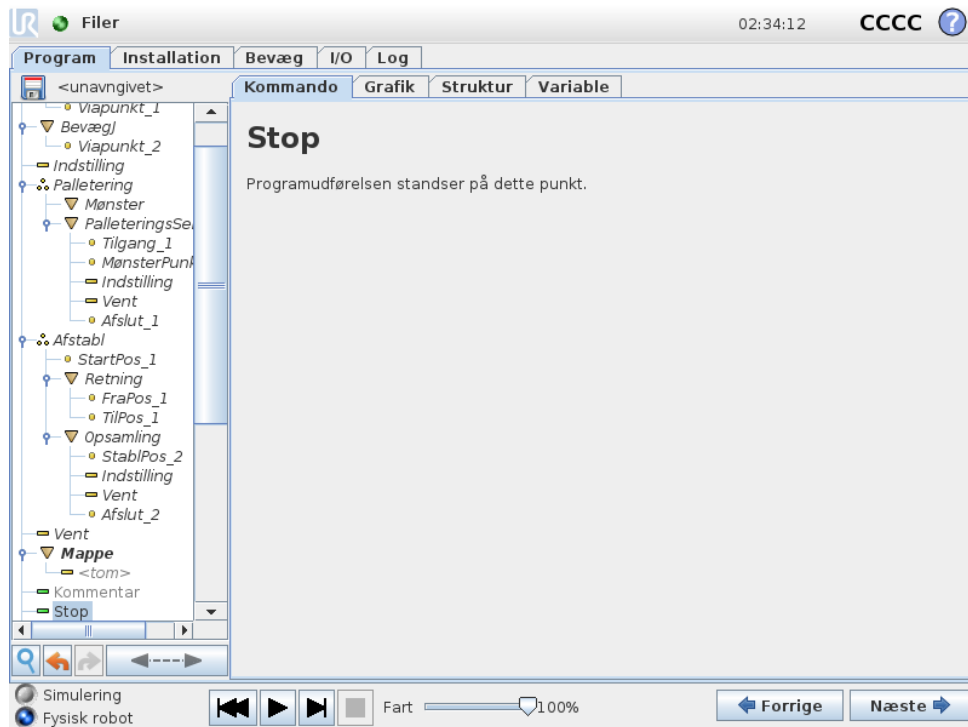 Filer
02:34:12
CCCC
?
Program
Installation
Bevæg
I/O
Log
<unavngivet>
Kommando
Grafik
Struktur
Variable
Viapunkt_1
BevægJ
Viapunkt_2
Indstilling
Palletering
Mønster
PalleteringsSe
Tilgang_1
MønsterPunk
Indstilling
Vent
Afslut_1
Afstabl
StartPos_1
Retning
FraPos_1
TilPos_1
Opsamling
StablPos_2
Indstilling
Vent
Afslut_2
Vent
Mappe
<tom>
Kommentar
Stop
Stop
Programudførelsen standser på dette punkt.
Simulering
Fysisk robot
Fart
100%
Forrige
Næste